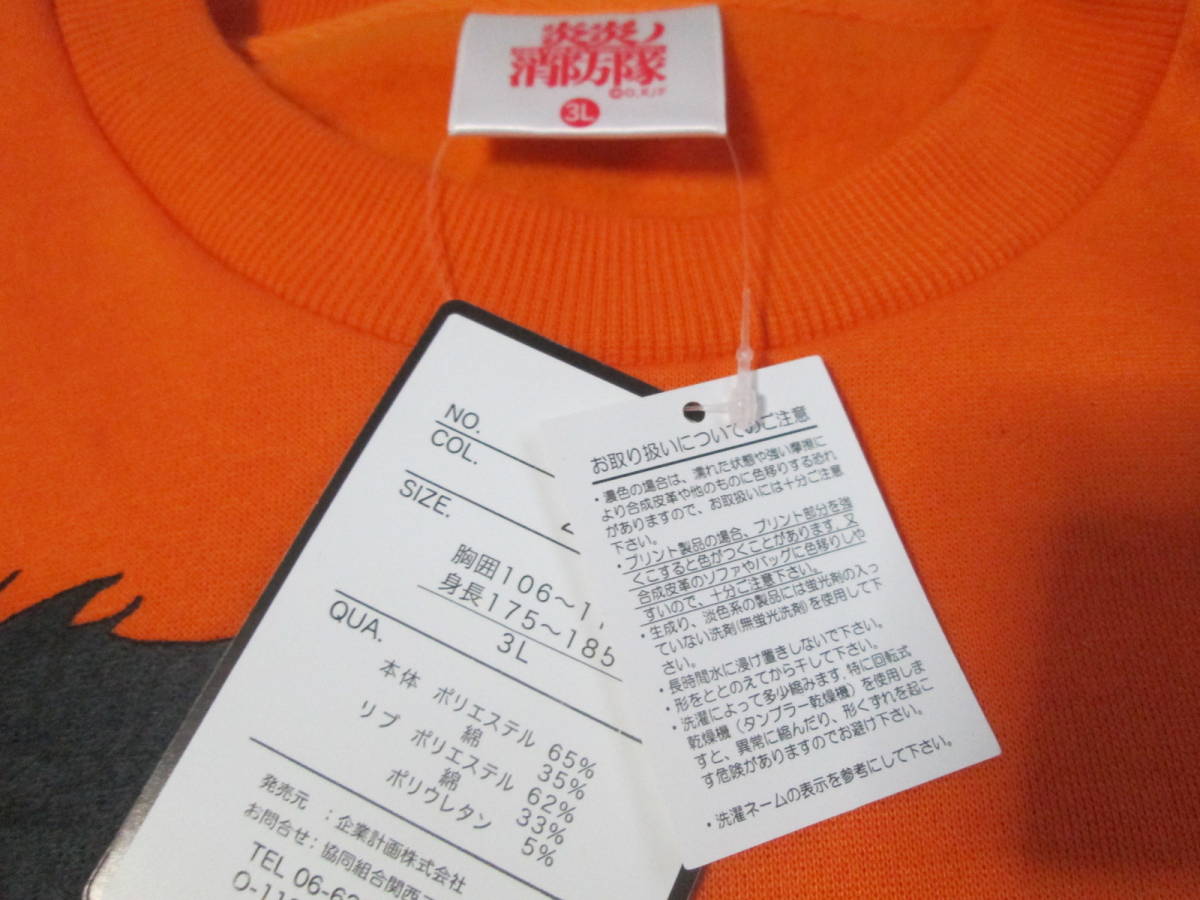 炎炎ノ
消防隊
3L
NO.
COL.
SIZE.
胸囲106～1
身長175～185
3L
QUA.
本体 ポリエステル 65%
綿 35%
リブ ポリエステル 62%
綿 33%
ポリウレタン 5%
発売元 ：企業計画株式会社
お問合せ：協同組合関西
TEL 06-62
お取り扱いについてのご注意
・濃色の場合は、濡れた状態や強い摩擦に
より合成皮革や他のものに色移りする恐れ
がありますので、お取扱いには十分ご注意
下さい。
・プリント製品の場合、プリント部分を強
くこすると色がつくことがあります。又
合成皮革のソファやバッグに色移りしや
すいので、十分ご注意下さい。
・生成り、淡色系の製品には蛍光剤の入っ
ていない洗剤(無蛍光洗剤)を使用して下
さい。
・長時間水に浸け置きしないで下さい。
・形をととのえてから干して下さい。
・洗濯によって多少縮みます。特に回転式
乾燥機（タンブラー乾燥機）を使用しま
すと、異常に縮んだり、形くずれを起こ
す危険がありますのでお避け下さい。
・洗濯ネームの表示を参考にして下さい。